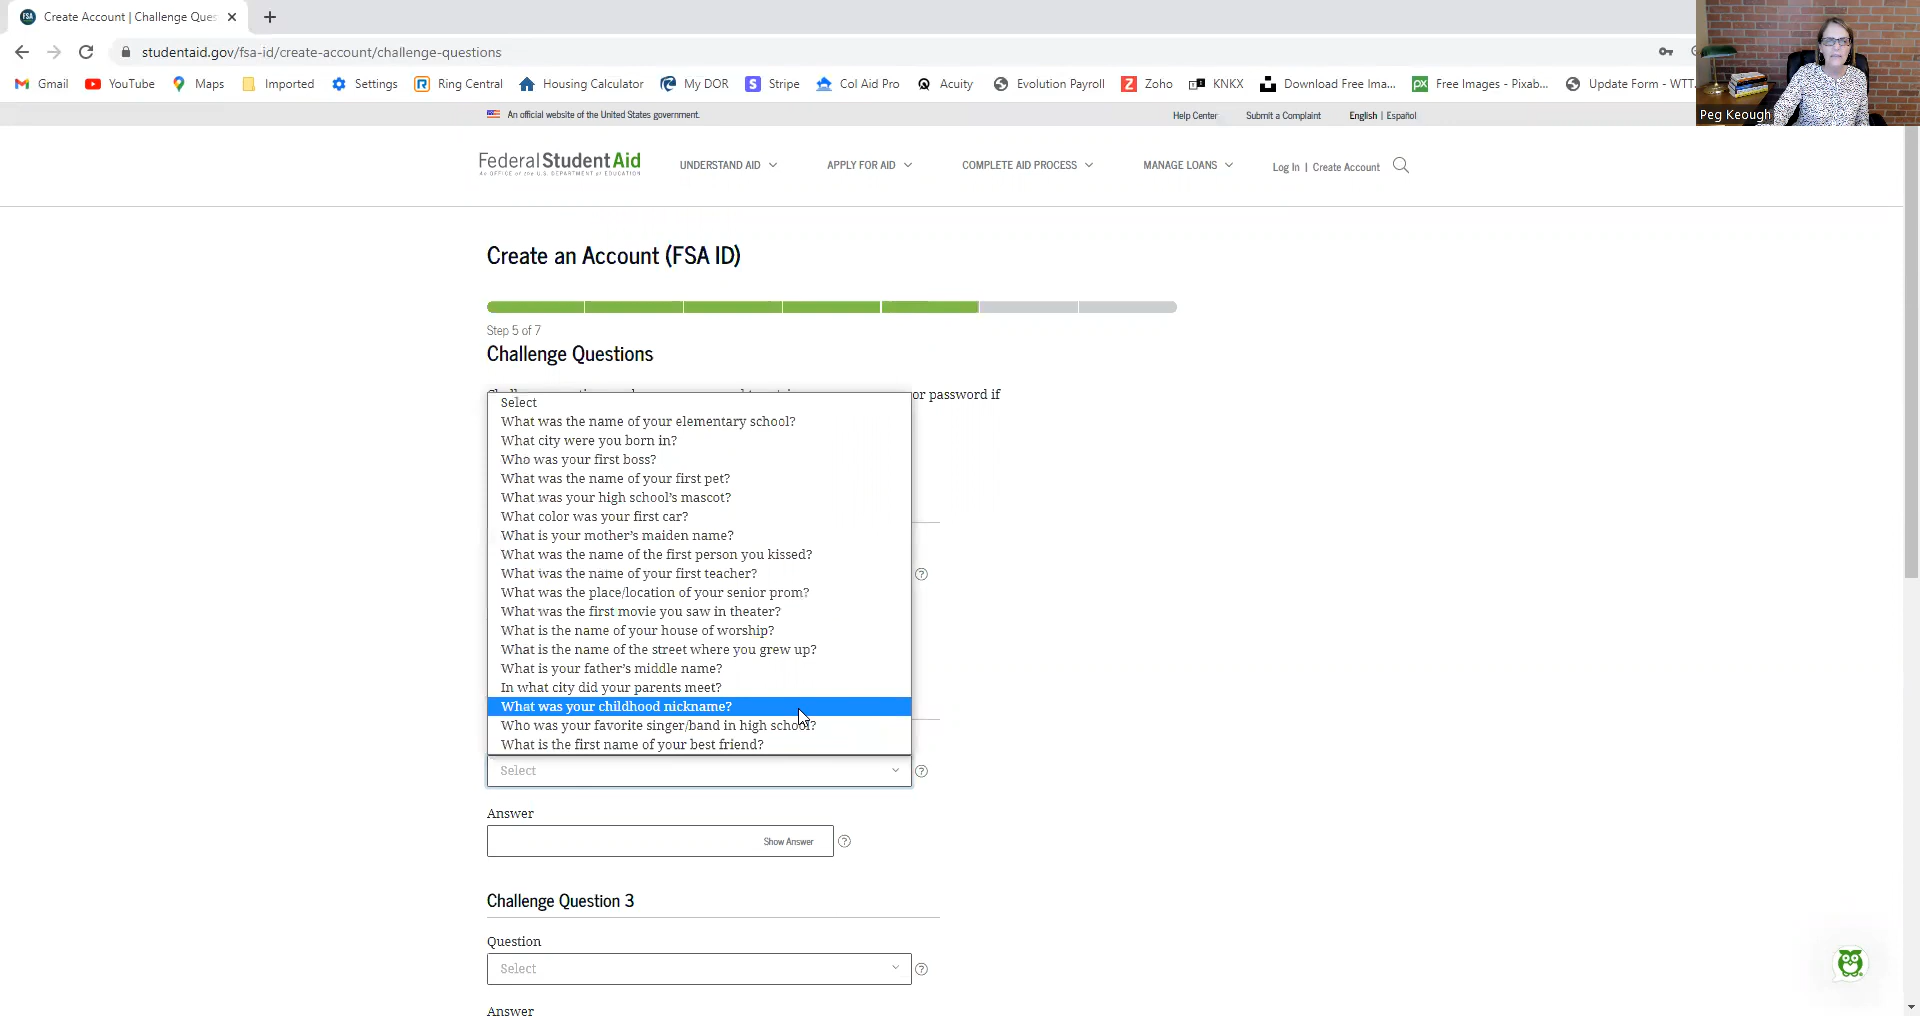 Create Account | Challenge Ques
studentaid.gov/fsa-id/create-account/challenge-questions
Gmail YouTube Maps Imported Settings Ring Central Housing Calculator My DOR Stripe Col Aid Pro Acuity Evolution Payroll Zoho KNKX Download Free Ima... Free Images - Pixab... Update Form - WTT.
Peg Keough
An official website of the United States government.
Help Center Submit a Complaint English | Español
Federal Student Aid
An OFFICE of the U.S. DEPARTMENT of EDUCATION
UNDERSTAND AID APPLY FOR AID COMPLETE AID PROCESS MANAGE LOANS Log In | Create Account
Create an Account (FSA ID)
Step 5 of 7
Challenge Questions
or password if
Select
What was the name of your elementary school?
What city were you born in?
Who was your first boss?
What was the name of your first pet?
What was your high school’s mascot?
What color was your first car?
What is your mother’s maiden name?
What was the name of the first person you kissed?
What was the name of your first teacher?
What was the place/location of your senior prom?
What was the first movie you saw in theater?
What is the name of your house of worship?
What is the name of the street where you grew up?
What is your father’s middle name?
In what city did your parents meet?
What was your childhood nickname?
Who was your favorite singer/band in high school?
What is the first name of your best friend?
Select
Answer
Show Answer
Challenge Question 3
Question
Select
Answer